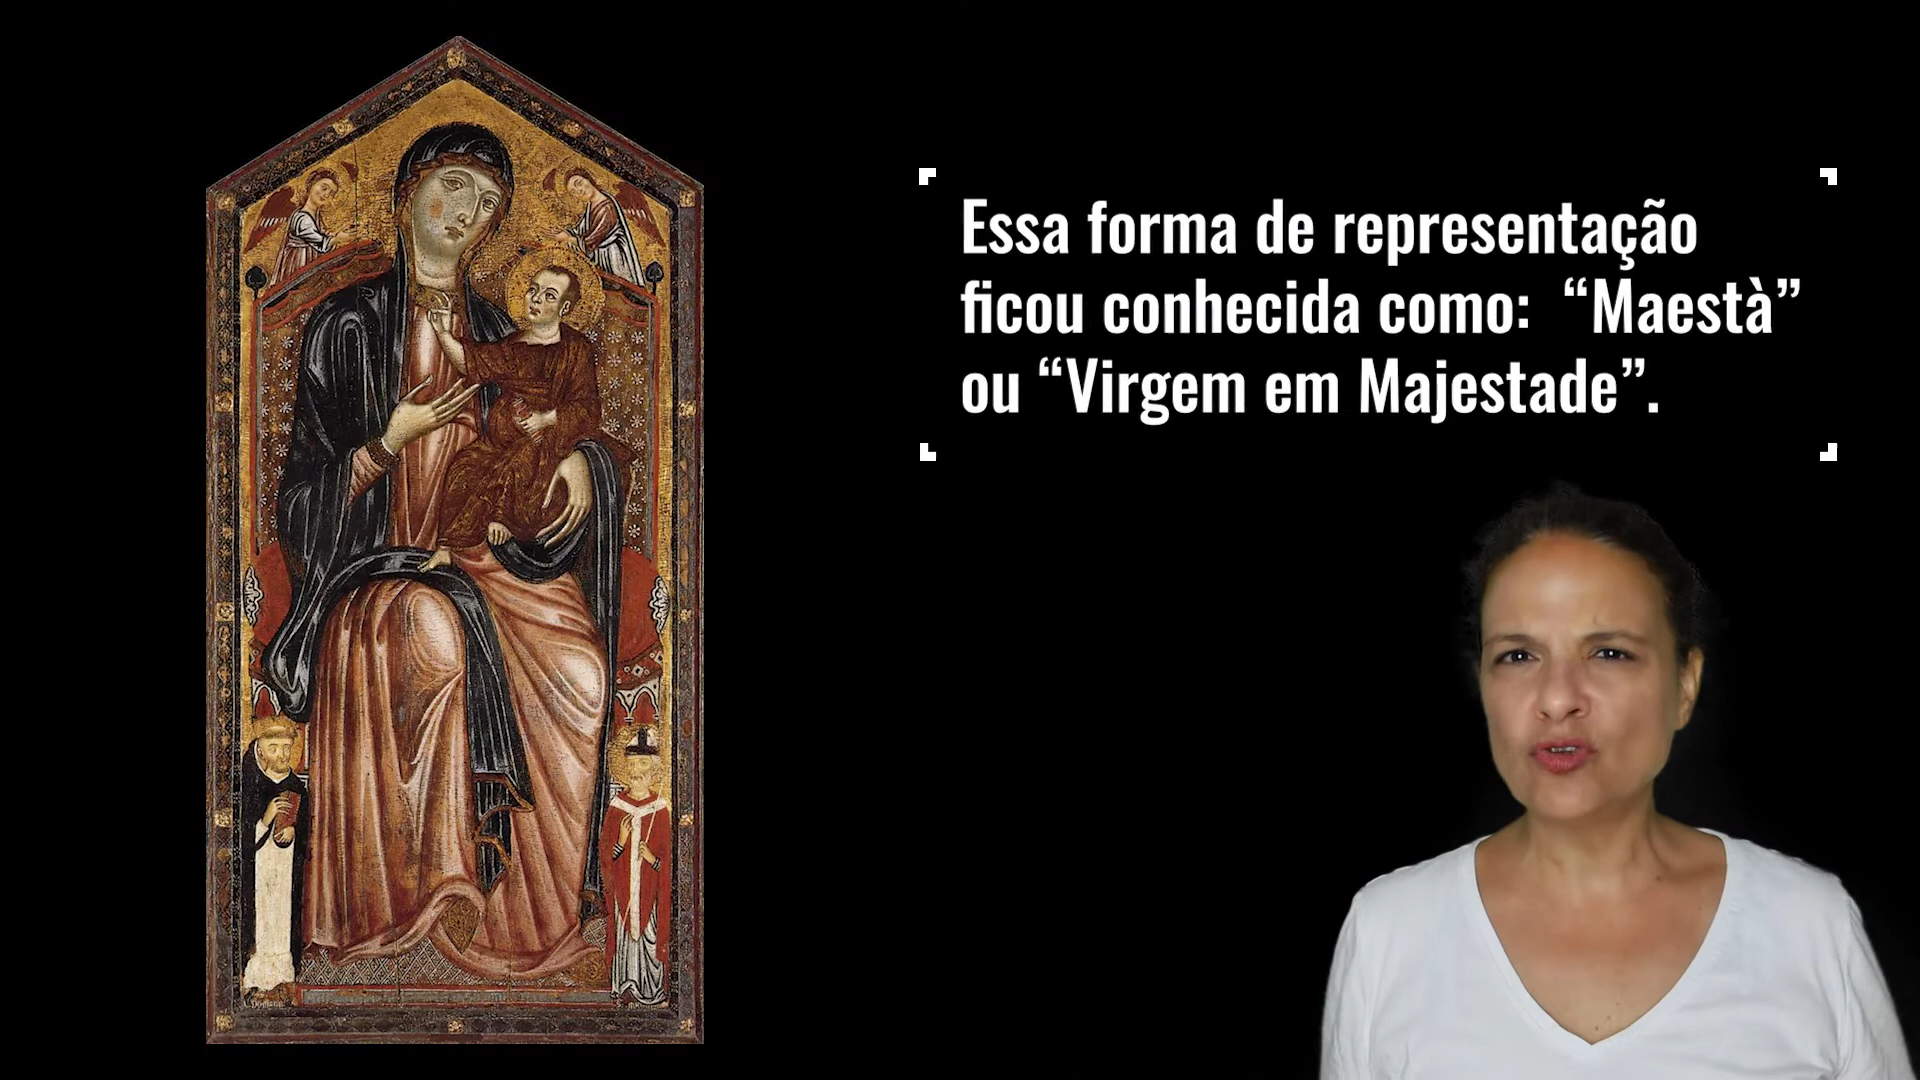 Essa forma de representação
ficou conhecida como: “Maestà”
ou “Virgem em Majestade”.